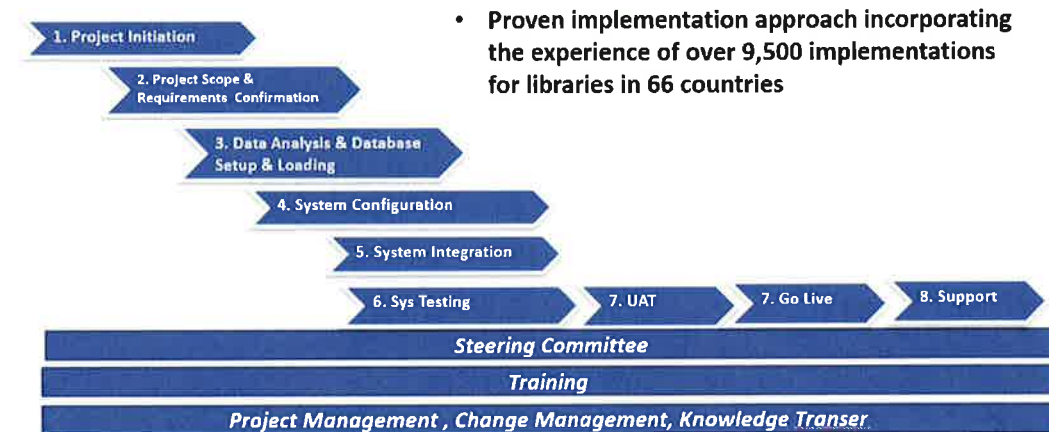 • Proven implementation approach incorporating
the experience of over 9,500 implementations
for libraries in 66 countries
1. Project Initiation
2. Project Scope &
Requirements Confirmation
3. Data Analysis & Database
Setup & Loading
4. System Configuration
5. System Integration
6. Sys Testing
7. UAT
7. Go Live
8. Support
Steering Committee
Training
Project Management , Change Management, Knowledge Transer